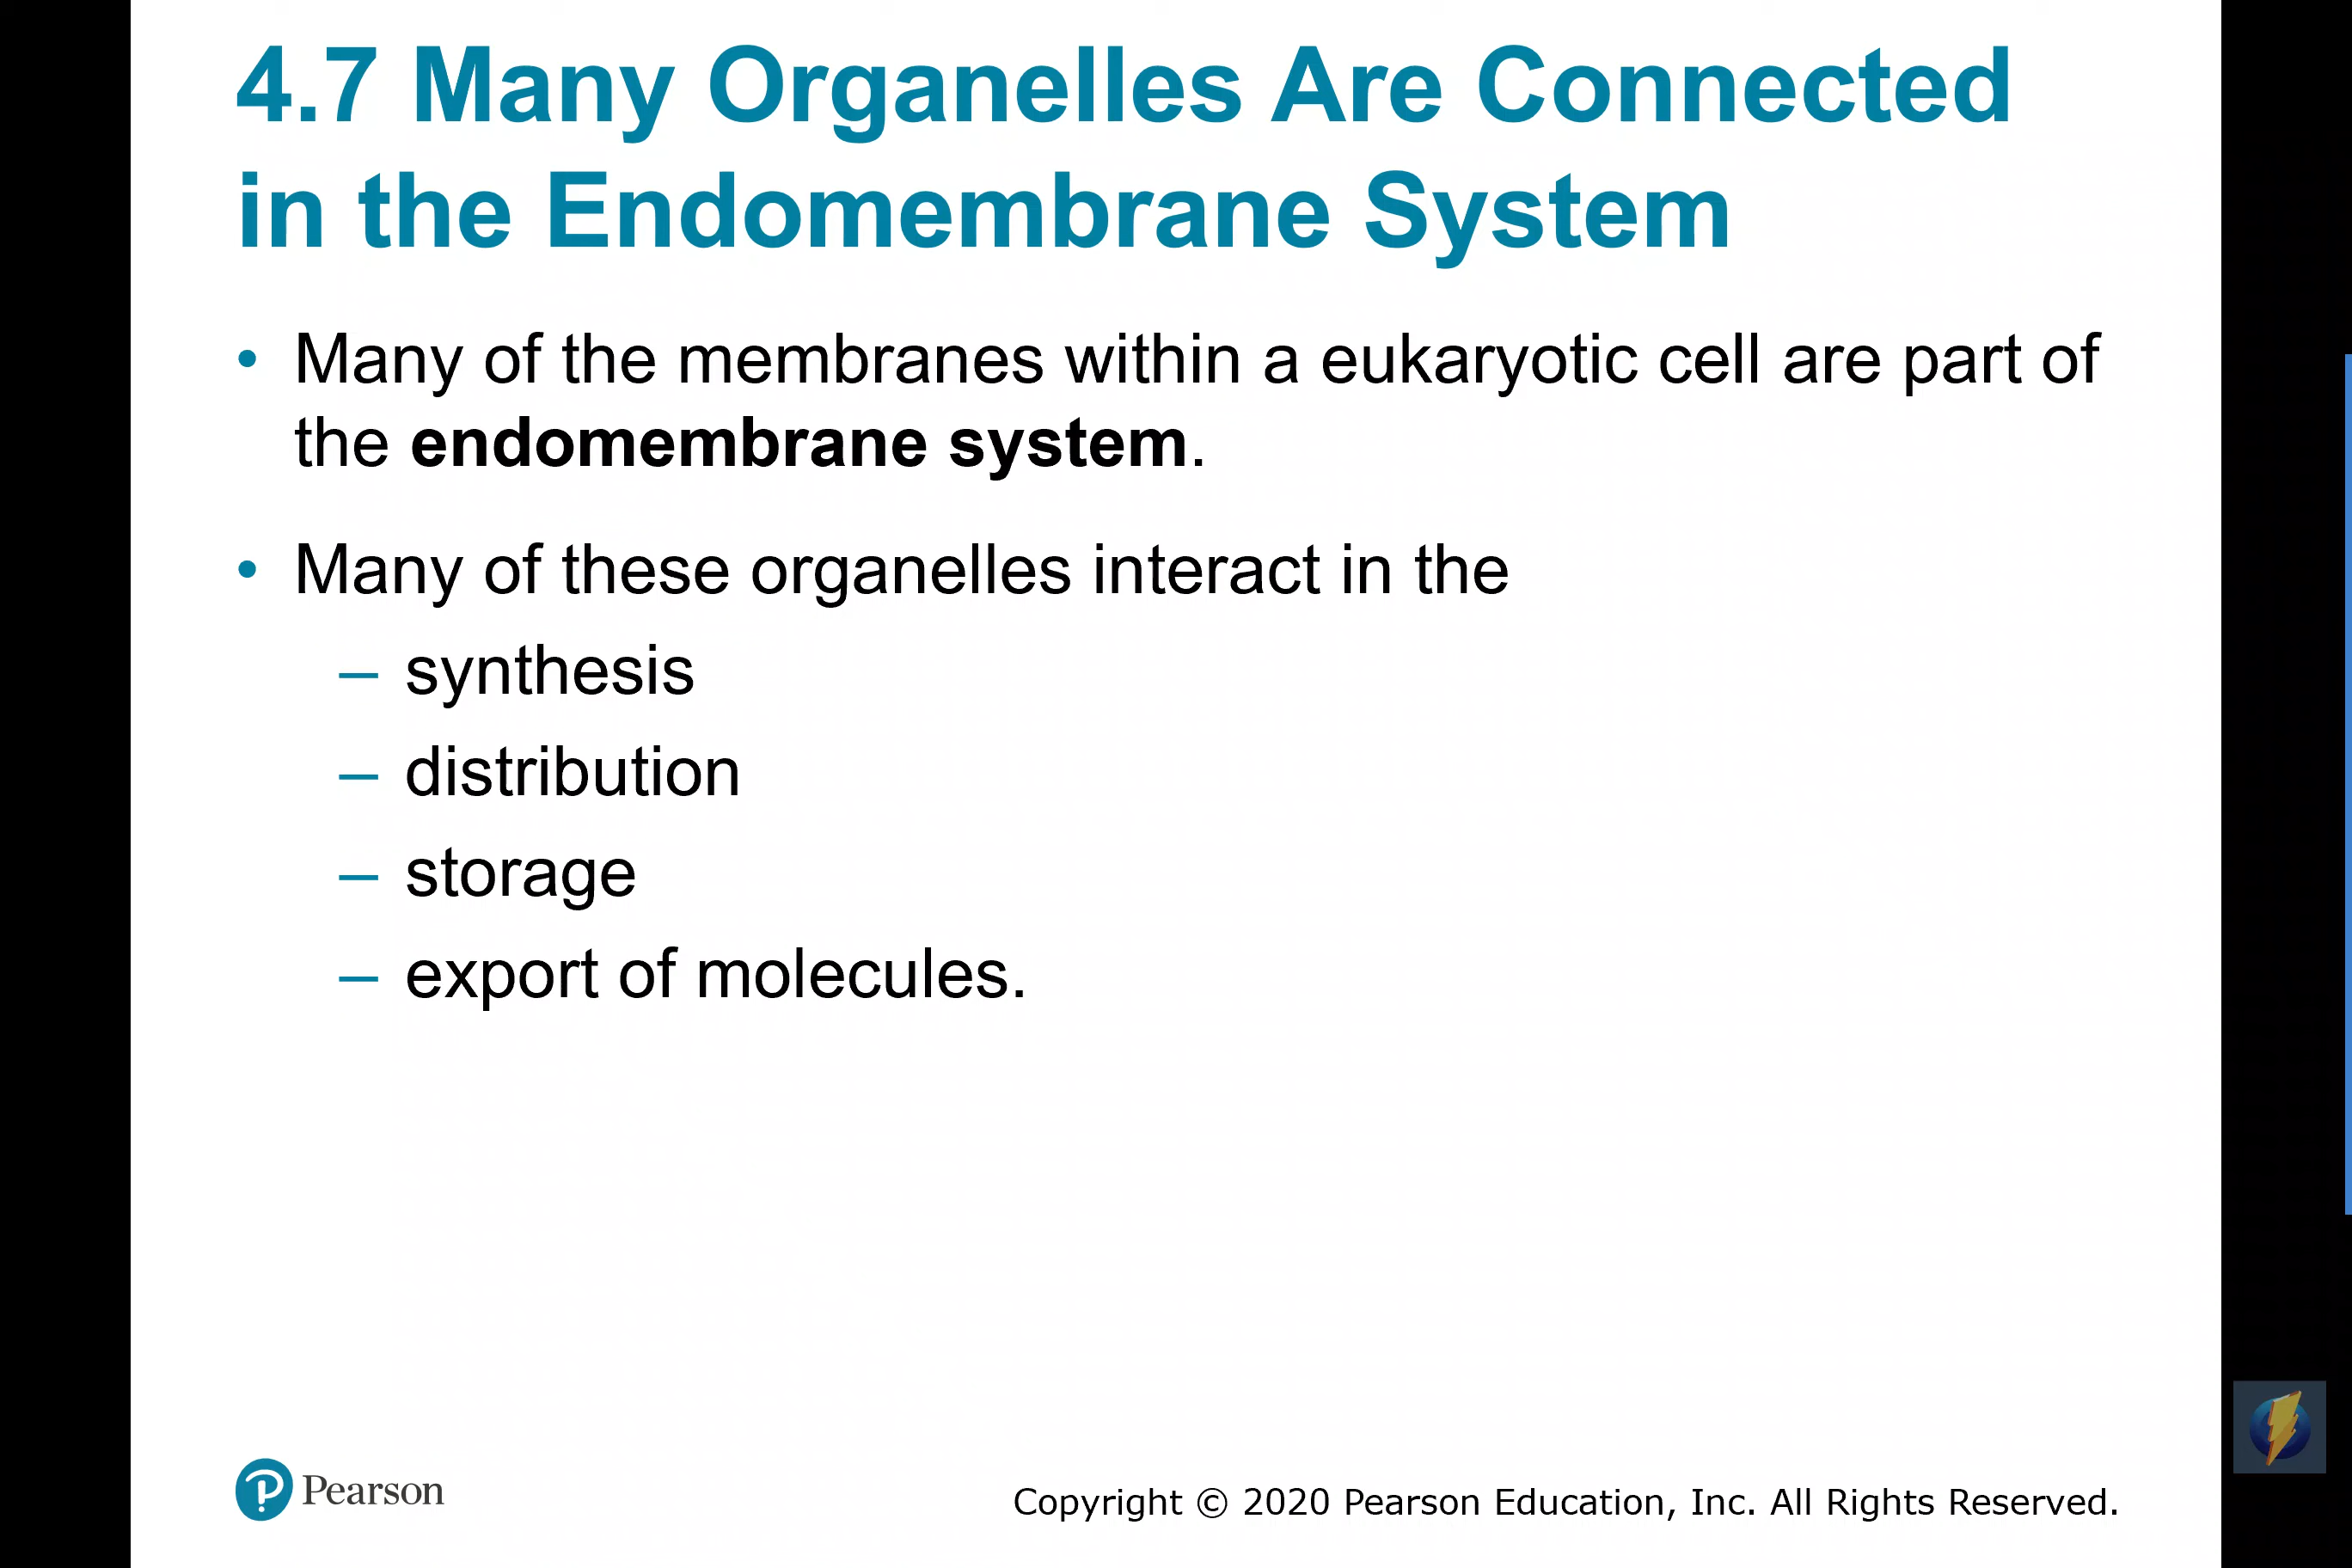 4.7 Many Organelles Are Connected
in the Endomembrane System
• Many of the membranes within a eukaryotic cell are part of
the endomembrane system.
• Many of these organelles interact in the
– synthesis
– distribution
– storage
– export of molecules.
Pearson
Copyright © 2020 Pearson Education, Inc. All Rights Reserved.